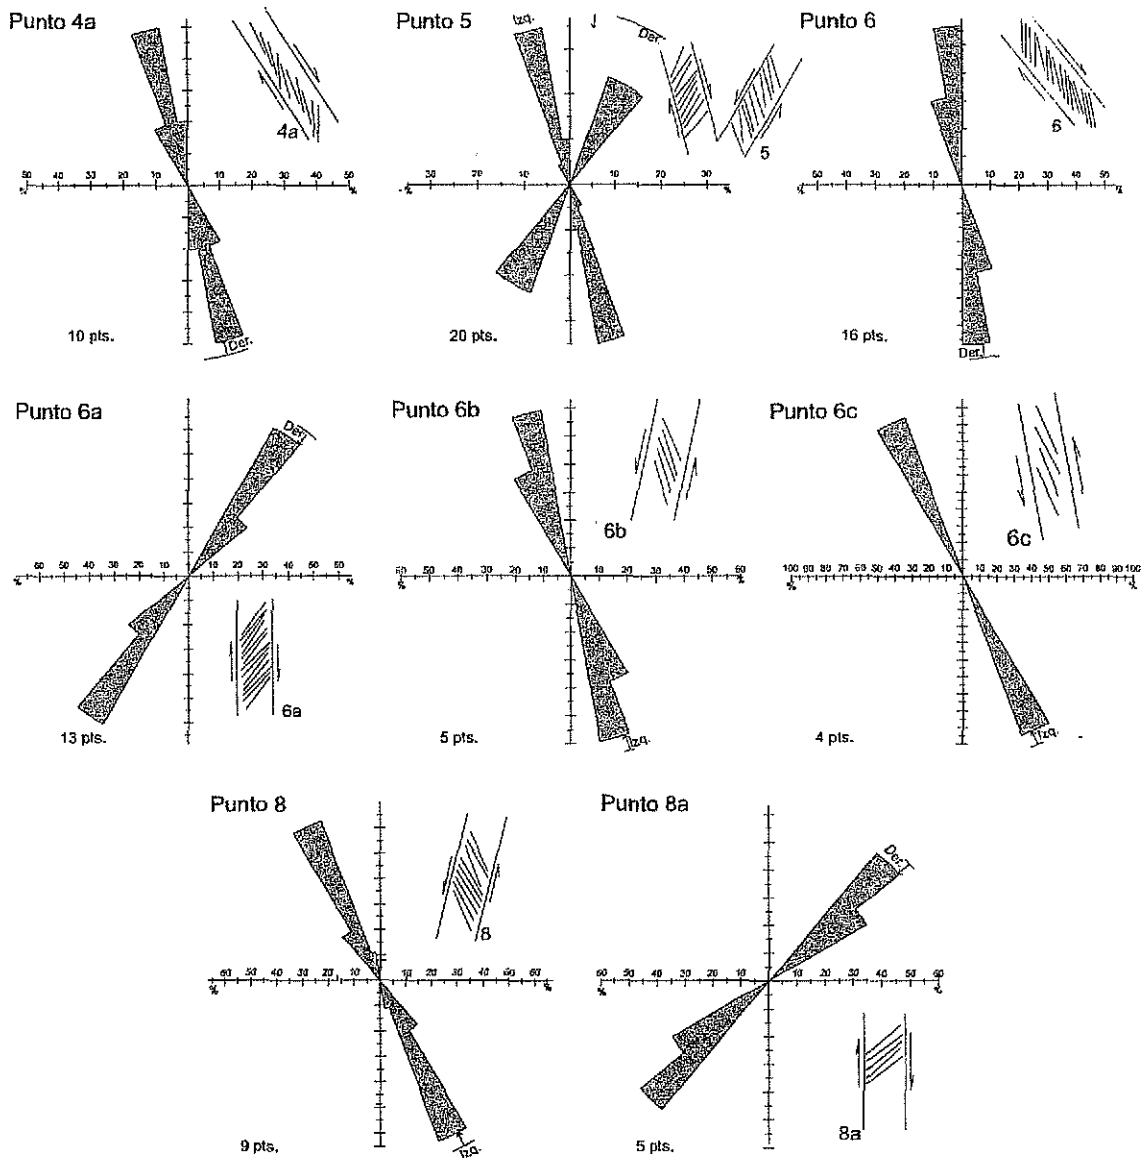 Punto 4a
4a
50 40 30 20 10 10 20 30 40 50
% %
10 pts.
Der.
Punto 5
Izq.
Der.
5
30 20 10 20 30
% %
20 pts.
Punto 6
6
40 30 20 10 10 20 30 40 50
% %
16 pts.
Der.
Punto 6a
Der.
60 50 40 30 20 10 10 20 30 40 50 60
% %
6a
13 pts.
Punto 6b
6b
60 50 40 30 20 10 10 20 30 40 50 60
% %
5 pts.
Izq.
Punto 6c
6c
100 90 80 70 60 50 40 30 20 10 10 20 30 40 50 60 70 80 90 100
% %
4 pts.
Izq.
Punto 8
8
60 50 40 30 20 10 10 20 30 40 50 60
% %
9 pts.
Izq.
Punto 8a
Der.
60 50 40 30 20 10 10 20 30 40 50 60
%
8a
5 pts.